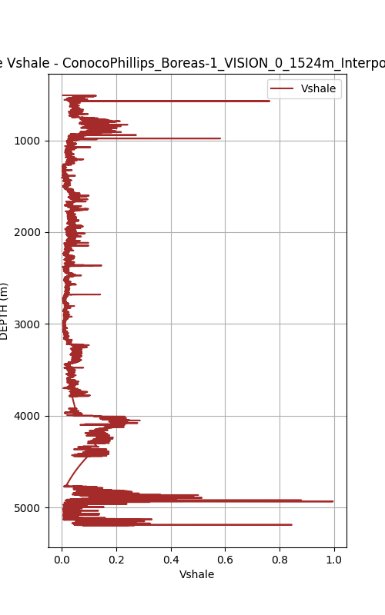 e Vshale - ConocoPhillips_Boreas-1_VISION_0_1524m_Interpo
Vshale
1000
2000
3000
4000
5000
DEPTH (m)
0.0 0.2 0.4 0.6 0.8 1.0
Vshale